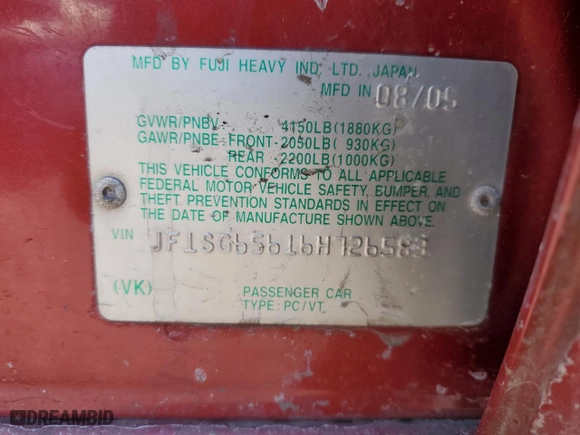 MFD BY FUJI HEAVY IND. LTD. JAPAN
MFD IN 08/05
GVWR/PNBV 4150LB(1880KG)
GAWR/PNBE FRONT-2050LB( 930KG)
REAR 2200LB(1000KG)
THIS VEHICLE CONFORMS TO ALL APPLICABLE
FEDERAL MOTOR VEHICLE SAFETY, BUMPER, AND
THEFT PREVENTION STANDARDS IN EFFECT ON
THE DATE OF MANUFACTURE SHOWN ABOVE.
VIN JF1SG65616H726583
(VK) PASSENGER CAR
TYPE: PC/VT
DREAMBID